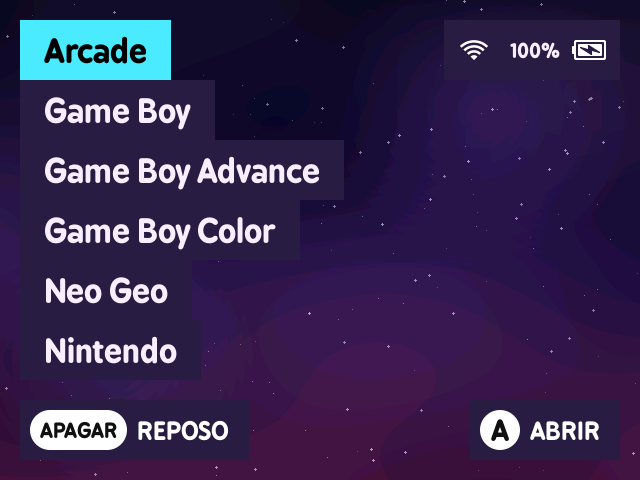 Arcade
100%
Game Boy
Game Boy Advance
Game Boy Color
Neo Geo
Nintendo
APAGAR REPOSO
A ABRIR